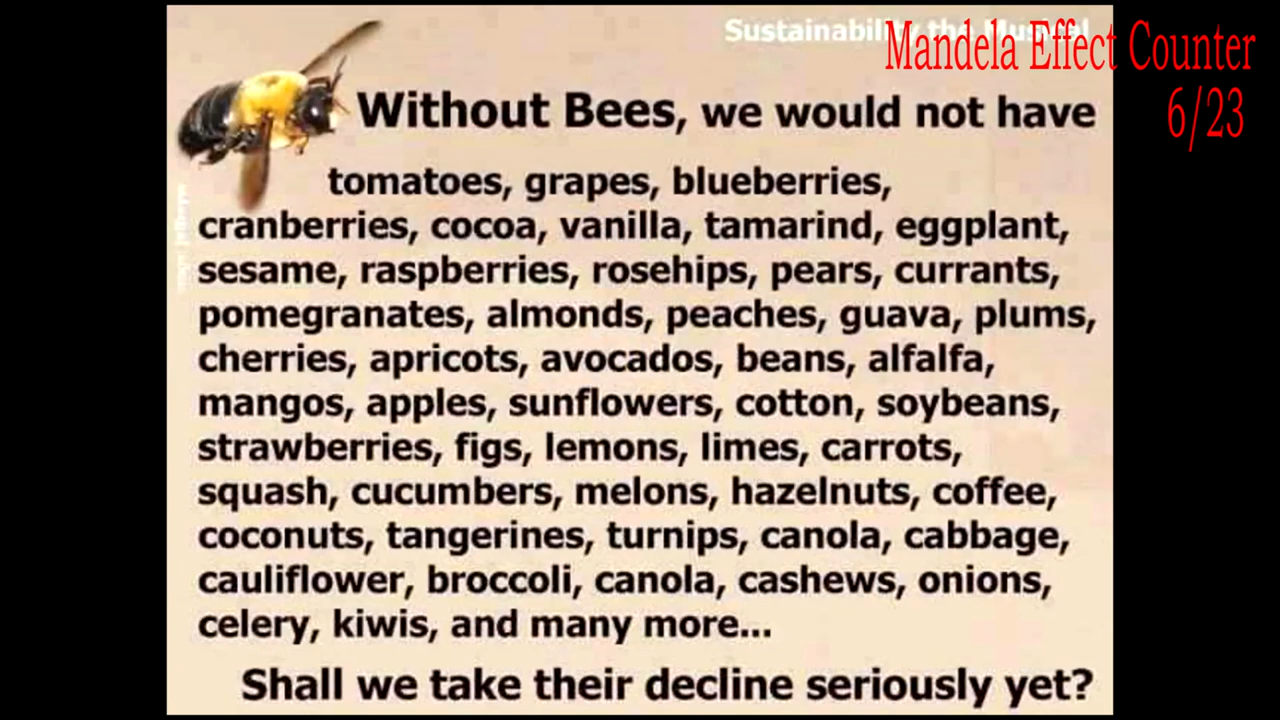 Sustainability the Musical
Mandela Effect Counter
6/23
Without Bees, we would not have
tomatoes, grapes, blueberries,
cranberries, cocoa, vanilla, tamarind, eggplant,
sesame, raspberries, rosehips, pears, currants,
pomegranates, almonds, peaches, guava, plums,
cherries, apricots, avocados, beans, alfalfa,
mangos, apples, sunflowers, cotton, soybeans,
strawberries, figs, lemons, limes, carrots,
squash, cucumbers, melons, hazelnuts, coffee,
coconuts, tangerines, turnips, canola, cabbage,
cauliflower, broccoli, canola, cashews, onions,
celery, kiwis, and many more...
Shall we take their decline seriously yet?